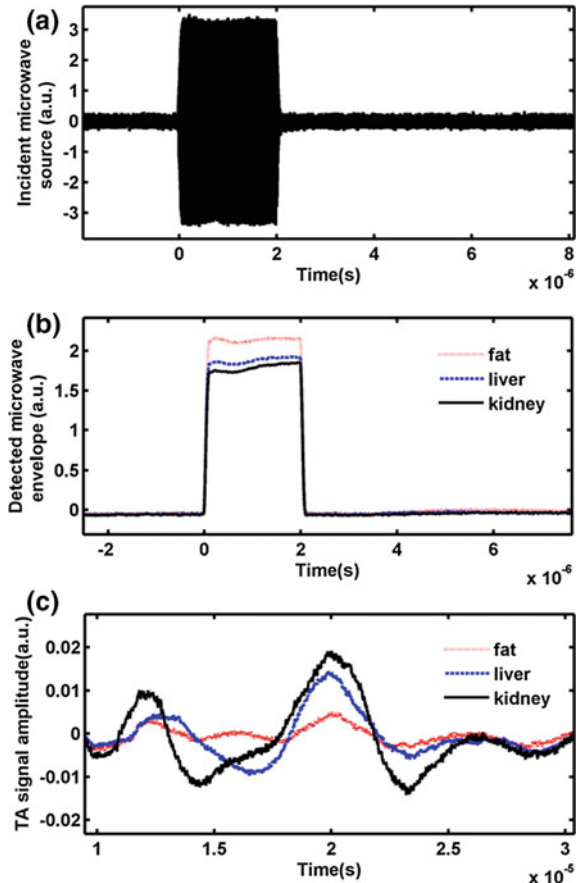 (a)
Incident microwave
source (a.u.)
3
2
1
0
-1
-2
-3
0
2
4
6
8
Time(s)
x 10⁻⁶
(b)
Detected microwave
envelope (a.u.)
2
1.5
1
0.5
0
fat
liver
kidney
-2
0
2
4
6
Time(s)
x 10⁻⁶
(c)
TA signal amplitude(a.u.)
0.02
0.01
0
-0.01
-0.02
fat
liver
kidney
1
1.5
2
2.5
3
Time(s)
x 10⁻⁵